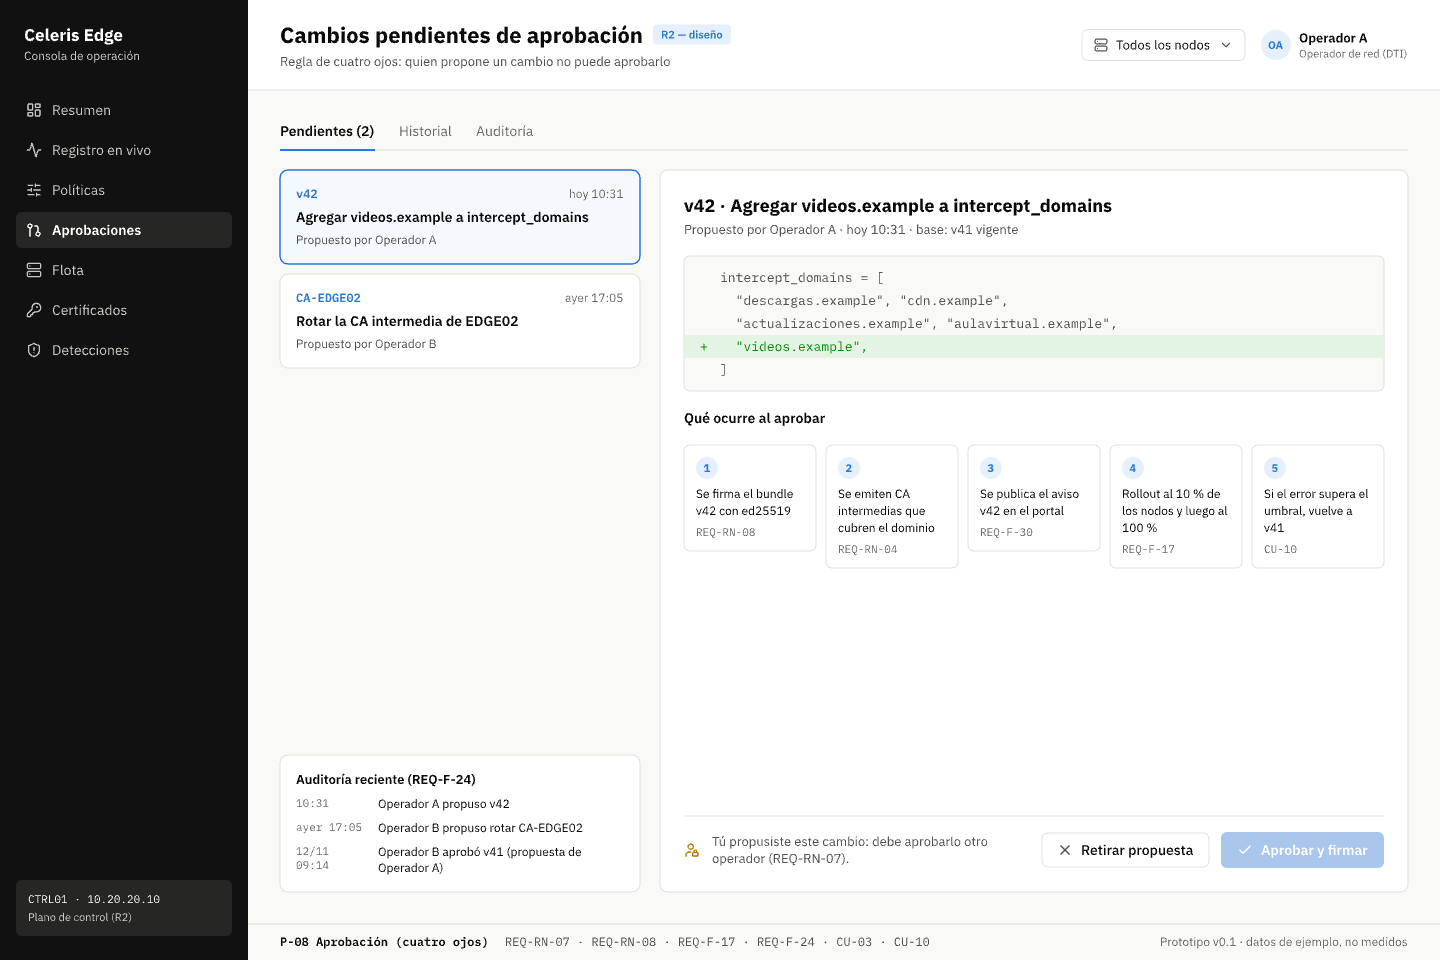 Celeris Edge
Consola de operación
Resumen
Registro en vivo
Políticas
Aprobaciones
Flota
Certificados
Detecciones
CTRL01 · 10.20.20.10
Plano de control (R2)
Cambios pendientes de aprobación
R2 — diseño
Regla de cuatro ojos: quien propone un cambio no puede aprobarlo
Todos los nodos
OA
Operador A
Operador de red (DTI)
Pendientes (2)
Historial
Auditoría
v42
hoy 10:31
Agregar videos.example a intercept_domains
Propuesto por Operador A
CA-EDGE02
ayer 17:05
Rotar la CA intermedia de EDGE02
Propuesto por Operador B
Auditoría reciente (REQ-F-24)
10:31 Operador A propuso v42
ayer 17:05 Operador B propuso rotar CA-EDGE02
12/11 Operador B aprobó v41 (propuesta de
09:14 Operador A)
v42 · Agregar videos.example a intercept_domains
Propuesto por Operador A · hoy 10:31 · base: v41 vigente
intercept_domains = [
"descargas.example", "cdn.example",
"actualizaciones.example", "aulavirtual.example",
+ "videos.example",
]
Qué ocurre al aprobar
1
Se firma el bundle
v42 con ed25519
REQ-RN-08
2
Se emiten CA
intermedias que
cubren el dominio
REQ-RN-04
3
Se publica el aviso
v42 en el portal
REQ-F-30
4
Rollout al 10 % de
los nodos y luego al
100 %
REQ-F-17
5
Si el error supera el
umbral, vuelve a
v41
CU-10
Tú propusiste este cambio: debe aprobarlo otro
operador (REQ-RN-07).
Retirar propuesta
Aprobar y firmar
P-08 Aprobación (cuatro ojos) REQ-RN-07 · REQ-RN-08 · REQ-F-17 · REQ-F-24 · CU-03 · CU-10
Prototipo v0.1 · datos de ejemplo, no medidos